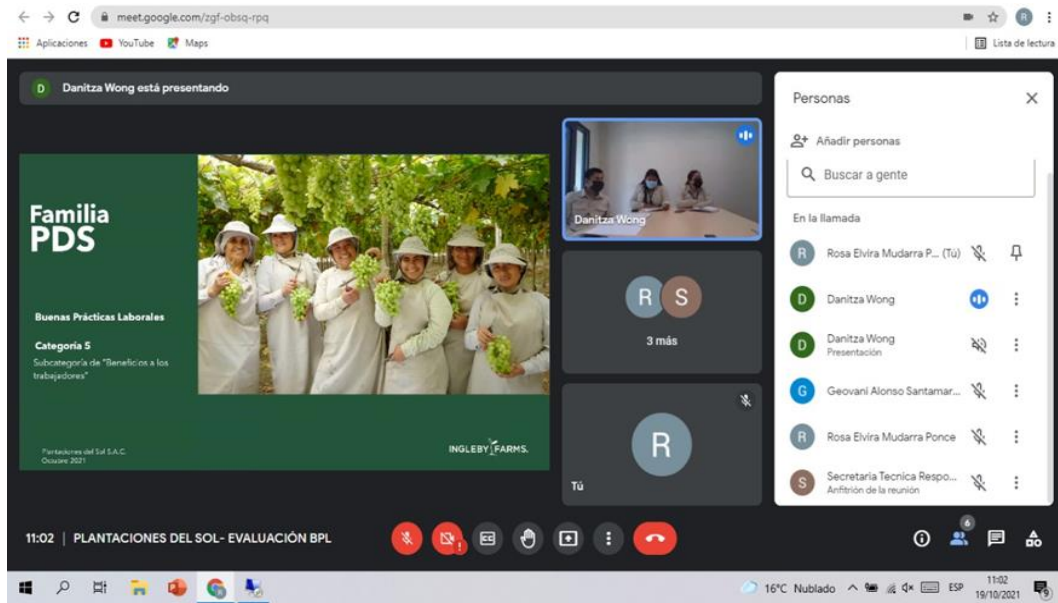 meet.google.com/zgf-obsq-rpq
R
Aplicaciones
YouTube
Maps
Lista de lectura
D
Danitza Wong está presentando
Familia
PDS
Buenas Prácticas Laborales
Categoría 5
Subcategoría de "Beneficios a los
trabajadores"
Plantaciones del Sol S.A.C.
Octubre 2021
INGLEBY FARMS.
Danitza Wong
R S
3 más
R
Tú
Personas
Añadir personas
Buscar a gente
En la llamada
R Rosa Elvira Mudarra P... (Tú)
D Danitza Wong
D Danitza Wong
Presentación
G Geovani Alonso Santamar...
R Rosa Elvira Mudarra Ponce
S Secretaria Tecnica Respo...
Anfitrión de la reunión
11:02 | PLANTACIONES DEL SOL- EVALUACIÓN BPL
CC
6
16°C Nublado
ESP
11:02
19/10/2021
9